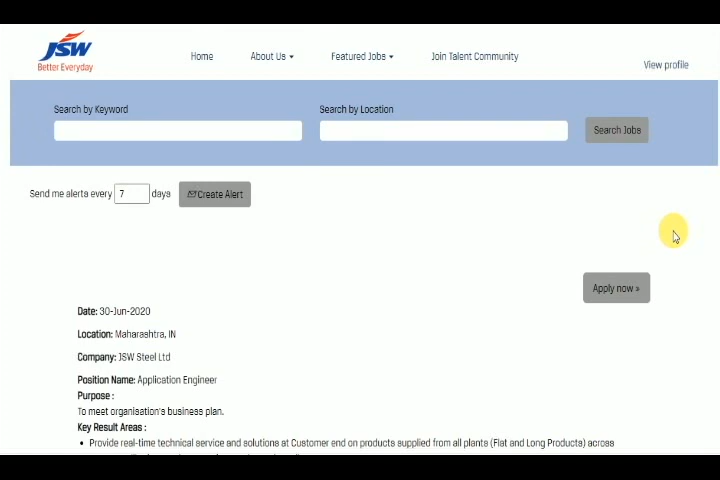 JSW
Better Everyday
Home About Us Featured Jobs Join Talent Community
View profile
Search by Keyword Search by Location
Search Jobs
Send me alerts every 7 days Create Alert
Apply now »
Date: 30-Jun-2020
Location: Maharashtra, IN
Company: JSW Steel Ltd
Position Name: Application Engineer
Purpose :
To meet organisation's business plan.
Key Result Areas :
• Provide real-time technical service and solutions at Customer end on products supplied from all plants (Flat and Long Products) across